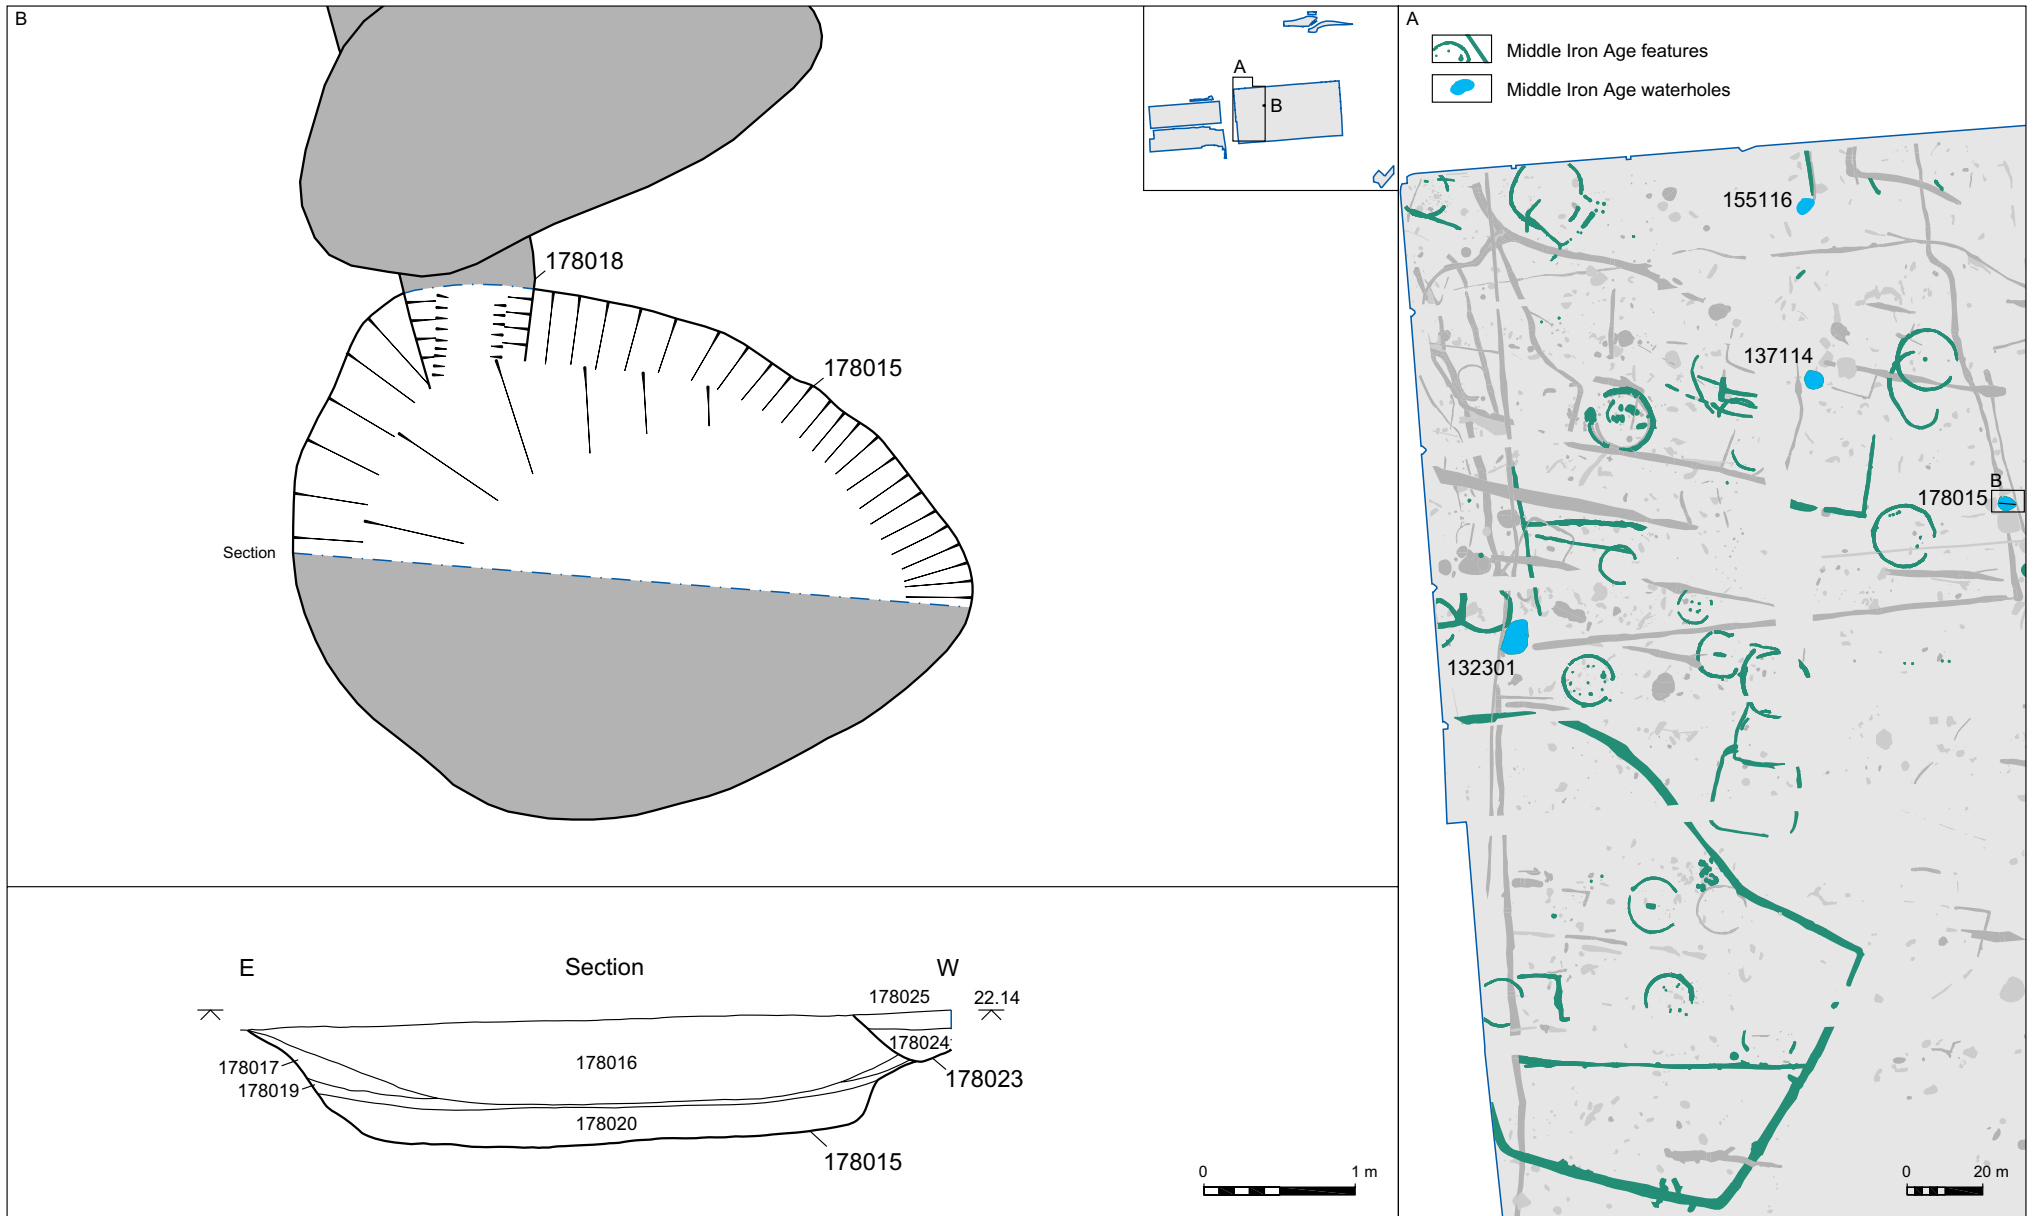 B
178018
178015
Section
A
B
A
Middle Iron Age features
Middle Iron Age waterholes
155116
137114
B
178015
132301
0 20 m
E Section W
178025 22.14
178024
178016
178017
178019
178023
178020
178015
0 1 m